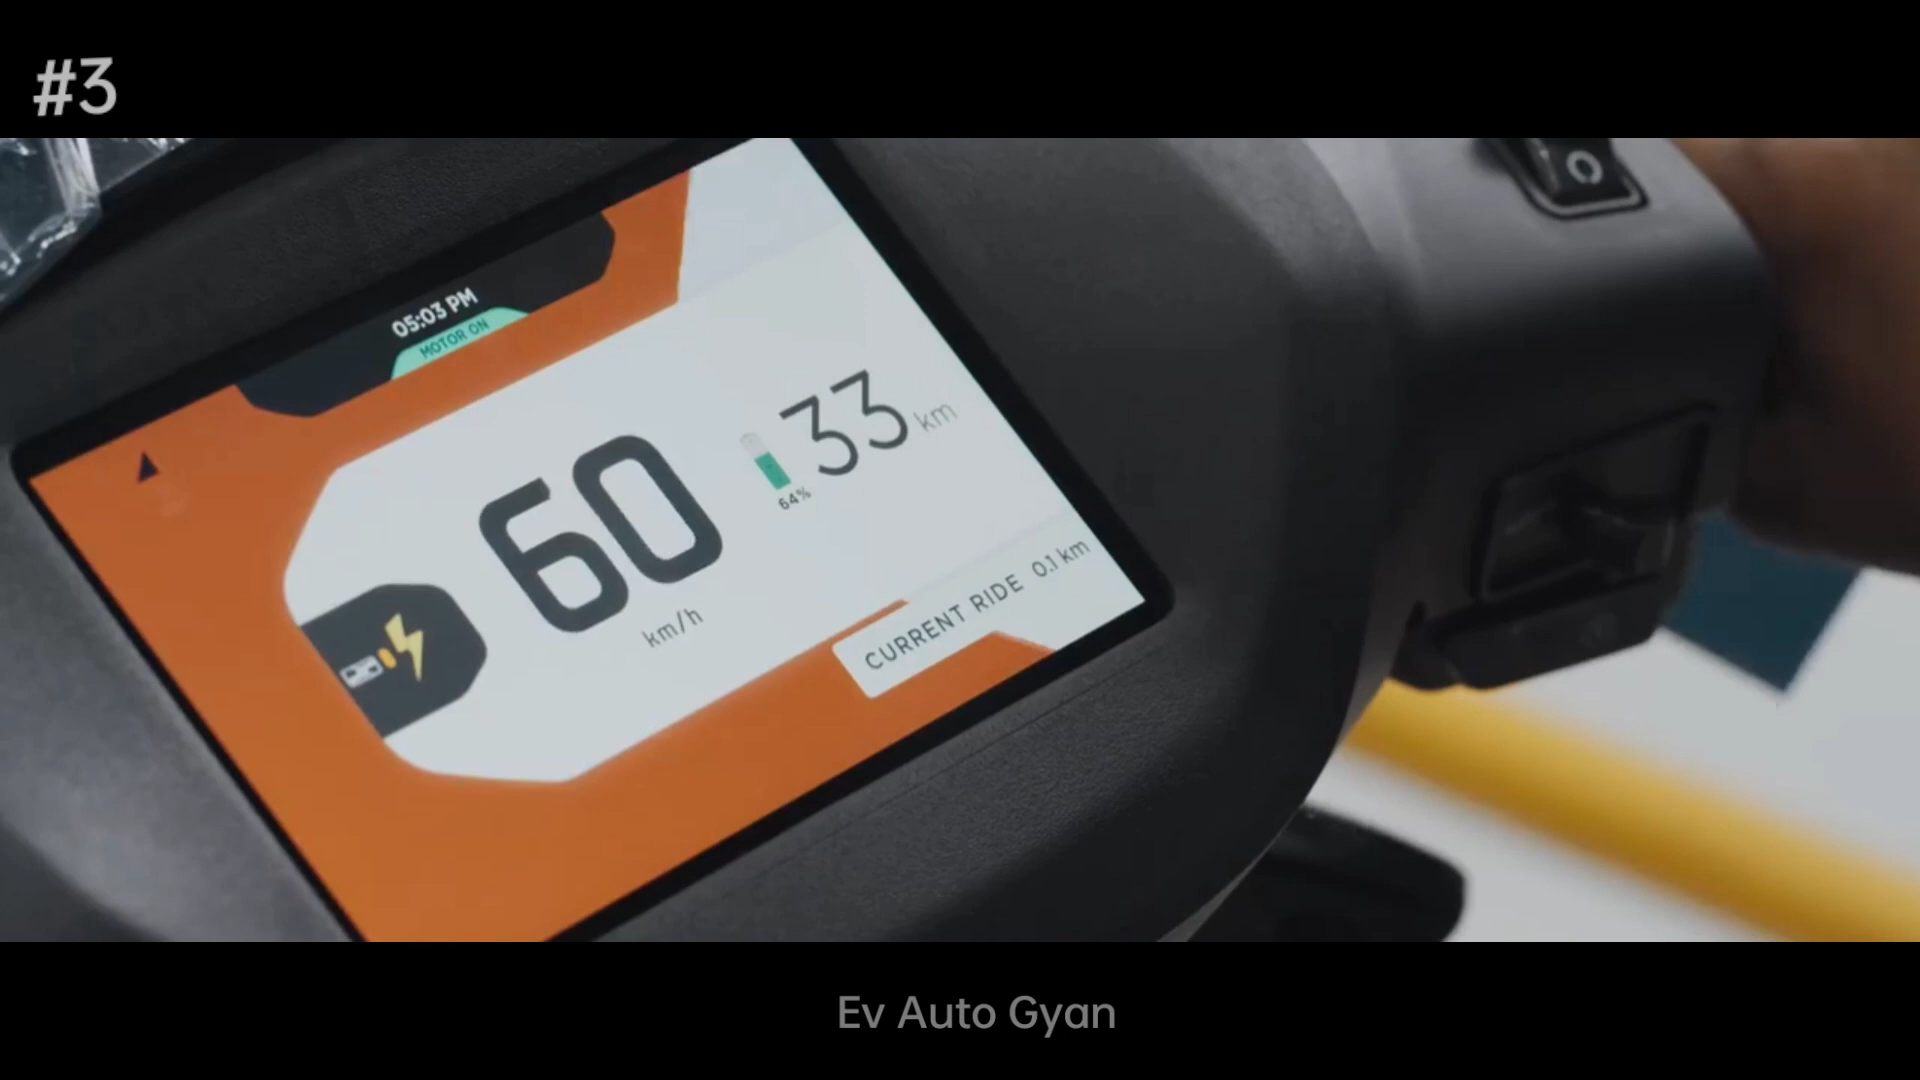 #3
05:03 PM
MOTOR ON
60
km/h
33 km
64%
CURRENT RIDE 0.1 km
Ev Auto Gyan